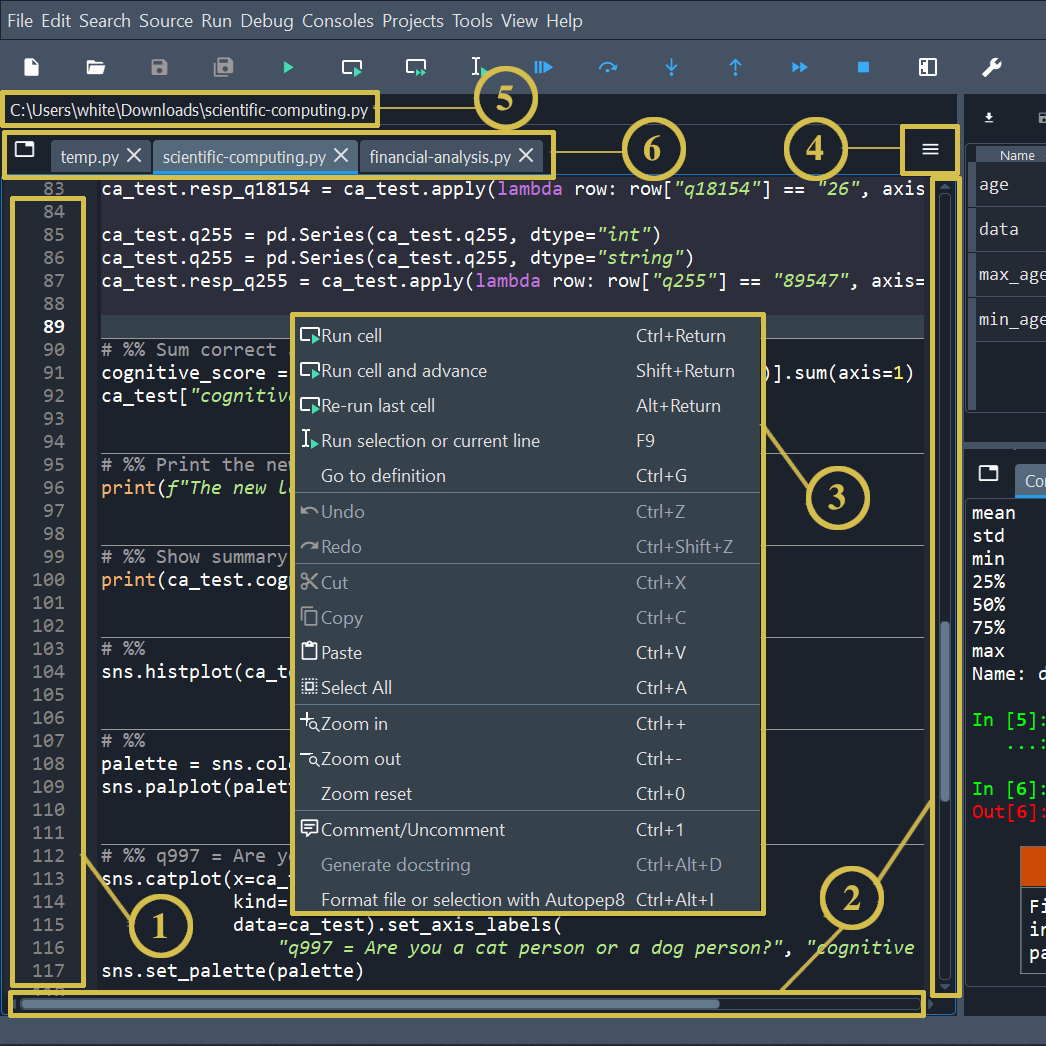 File Edit Search Source Run Debug Consoles Projects Tools View Help
C:\Users\white\Downloads\scientific-computing.py
5
temp.py
scientific-computing.py
financial-analysis.py
6
4
Name
age
data
max_age
min_age
83 ca_test.resp_q18154 = ca_test.apply(lambda row: row["q18154"] == "26", axis
84
85 ca_test.q255 = pd.Series(ca_test.q255, dtype="int")
86 ca_test.q255 = pd.Series(ca_test.q255, dtype="string")
87 ca_test.resp_q255 = ca_test.apply(lambda row: row["q255"] == "89547", axis=
88
89
90 # %% Sum correct
91 cognitive_score = )].sum(axis=1)
92 ca_test["cognitiv
93
94
95 # %% Print the ne
96 print(f"The new l
97
98
99 # %% Show summary
100 print(ca_test.cog
101
102
103 # %%
104 sns.histplot(ca_t
105
106
107 # %%
108 palette = sns.col
109 sns.palplot(palet
110
111
112 # %% q997 = Are y
113 sns.catplot(x=ca_
114 kind=
115 data=ca_test).set_axis_labels(
116 "q997 = Are you a cat person or a dog person?", "cognitive
117 sns.set_palette(palette)
Run cell Ctrl+Return
Run cell and advance Shift+Return
Re-run last cell Alt+Return
Run selection or current line F9
Go to definition Ctrl+G
Undo Ctrl+Z
Redo Ctrl+Shift+Z
Cut Ctrl+X
Copy Ctrl+C
Paste Ctrl+V
Select All Ctrl+A
Zoom in Ctrl++
Zoom out Ctrl+-
Zoom reset Ctrl+0
Comment/Uncomment Ctrl+1
Generate docstring Ctrl+Alt+D
Format file or selection with Autopep8 Ctrl+Alt+I
3
1
2
Co
mean
std
min
25%
50%
75%
max
Name: d
In [5]:
...:
In [6]:
Out[6]:
Fi
in
pa